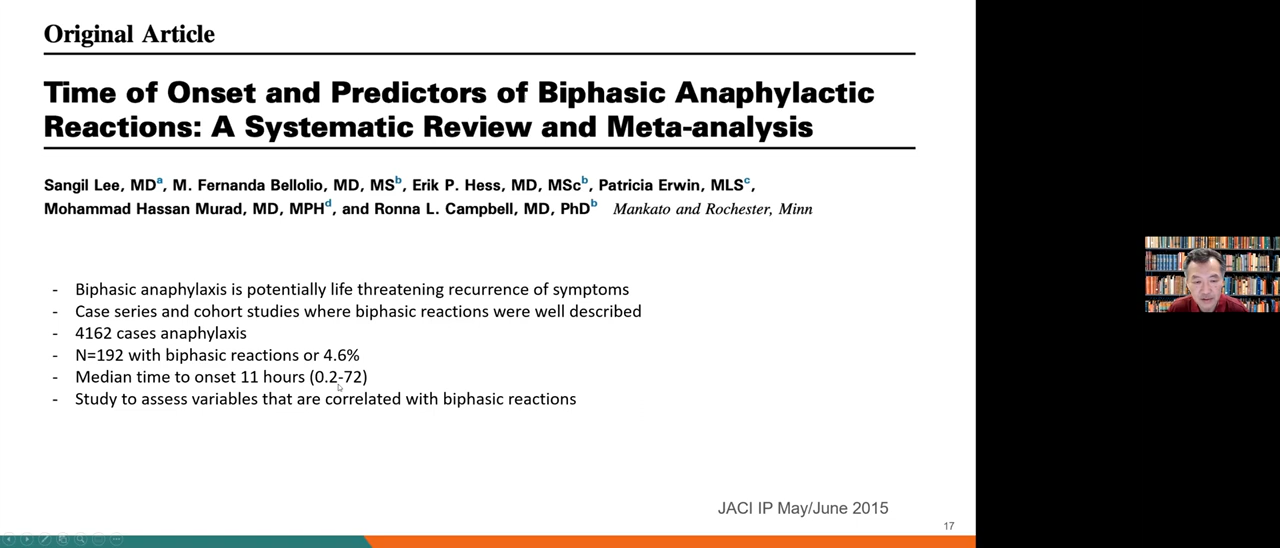 Original Article
Time of Onset and Predictors of Biphasic Anaphylactic
Reactions: A Systematic Review and Meta-analysis
Sangil Lee, MDa, M. Fernanda Bellolio, MD, MSb, Erik P. Hess, MD, MScb, Patricia Erwin, MLSc,
Mohammad Hassan Murad, MD, MPHd, and Ronna L. Campbell, MD, PhDb Mankato and Rochester, Minn
- Biphasic anaphylaxis is potentially life threatening recurrence of symptoms
- Case series and cohort studies where biphasic reactions were well described
- 4162 cases anaphylaxis
- N=192 with biphasic reactions or 4.6%
- Median time to onset 11 hours (0.2-72)
- Study to assess variables that are correlated with biphasic reactions
JACI IP May/June 2015
17